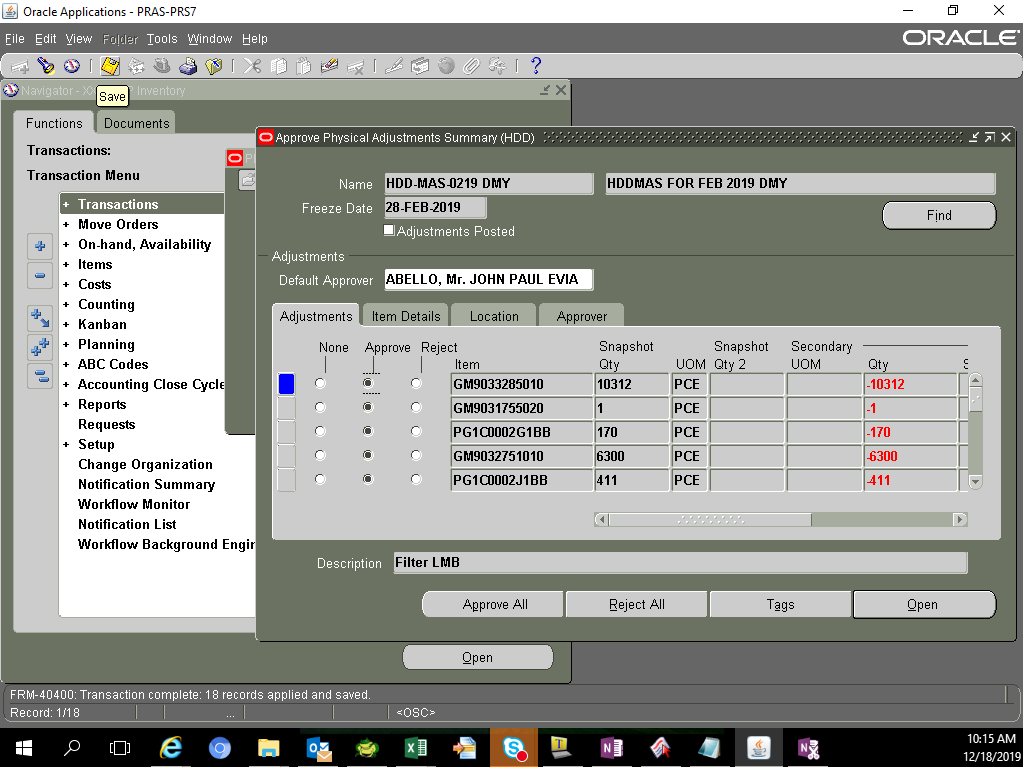 Oracle Applications - PRAS-PRS7
File Edit View Folder Tools Window Help
ORACLE
Navigator - Inventory
Save
Functions Documents
Transactions:
Transaction Menu
+ Transactions
+ Move Orders
+ On-hand, Availability
+ Items
+ Costs
+ Counting
+ Kanban
+ Planning
+ ABC Codes
+ Accounting Close Cycle
+ Reports
Requests
+ Setup
Change Organization
Notification Summary
Workflow Monitor
Notification List
Workflow Background Engin
Open
Approve Physical Adjustments Summary (HDD)
Name HDD-MAS-0219 DMY HDDMAS FOR FEB 2019 DMY
Freeze Date 28-FEB-2019
Find
Adjustments Posted
Adjustments
Default Approver ABELLO, Mr. JOHN PAUL EVIA
Adjustments Item Details Location Approver
None Approve Reject Snapshot Snapshot Secondary
Item Qty UOM Qty 2 UOM Qty S
GM9033285010 10312 PCE -10312
GM9031755020 1 PCE -1
PG1C0002G1BB 170 PCE -170
GM9032751010 6300 PCE -6300
PG1C0002J1BB 411 PCE -411
Description Filter LMB
Approve All Reject All Tags Open
FRM-40400: Transaction complete: 18 records applied and saved.
Record: 1/18 ... <OSC>
10:15 AM
12/18/2019